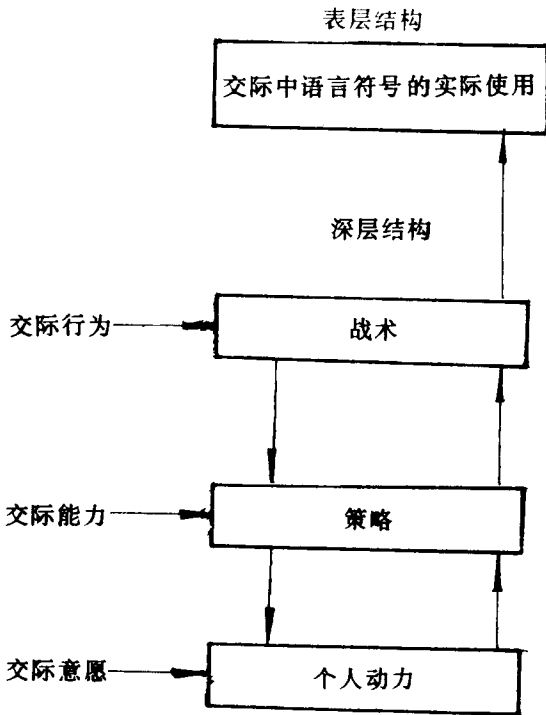 表层结构
交际中语言符号的实际使用
深层结构
交际行为
战术
交际能力
策略
交际意愿
个人动力